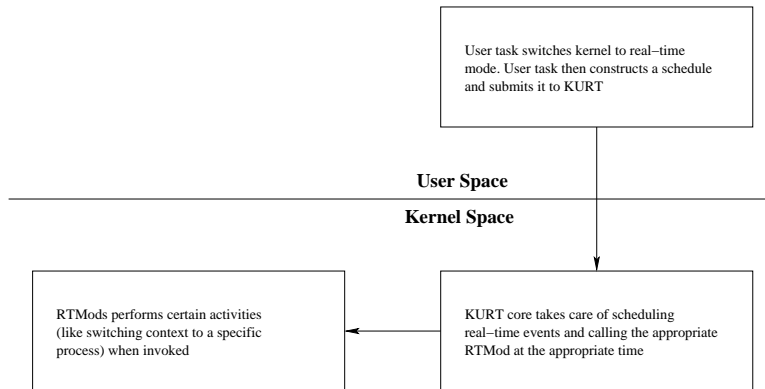 User task switches kernel to real−time
mode. User task then constructs a schedule
and submits it to KURT
User Space
Kernel Space
RTMods performs certain activities
(like switching context to a specific
process) when invoked
KURT core takes care of scheduling
real−time events and calling the appropriate
RTMod at the appropriate time